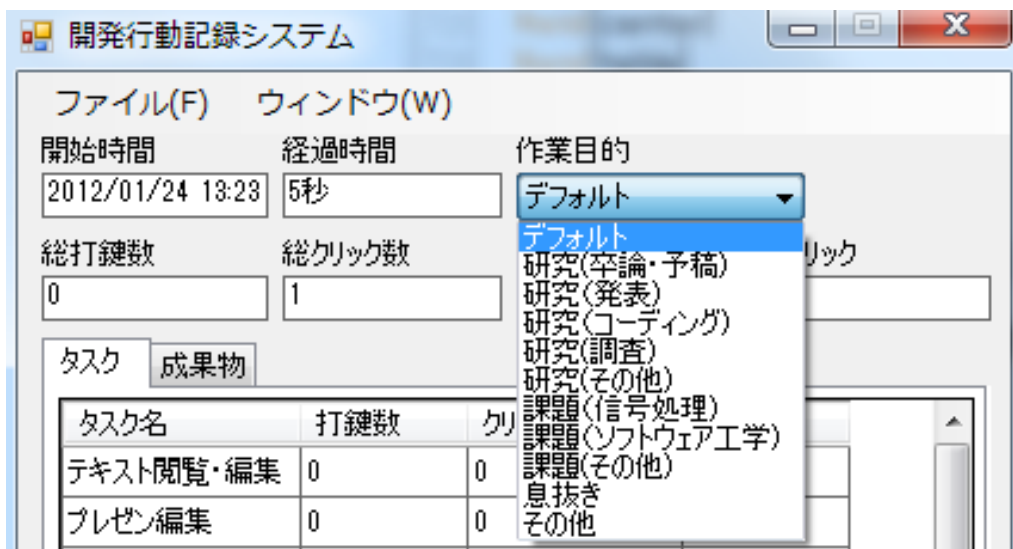 開発行動記録システム
ファイル(F) ウィンドウ(W)
開始時間 経過時間 作業目的
2012/01/24 13:23 5秒 デフォルト
総打鍵数 総クリック数 リック
0 1
デフォルト
研究(卒論・予稿)
研究(発表)
研究(コーディング)
研究(調査)
研究(その他)
課題(信号処理)
課題(ソフトウェア工学)
課題(その他)
息抜き
その他
タスク 成果物
タスク名 打鍵数 クリ
テキスト閲覧・編集 0 0
プレゼン編集 0 0